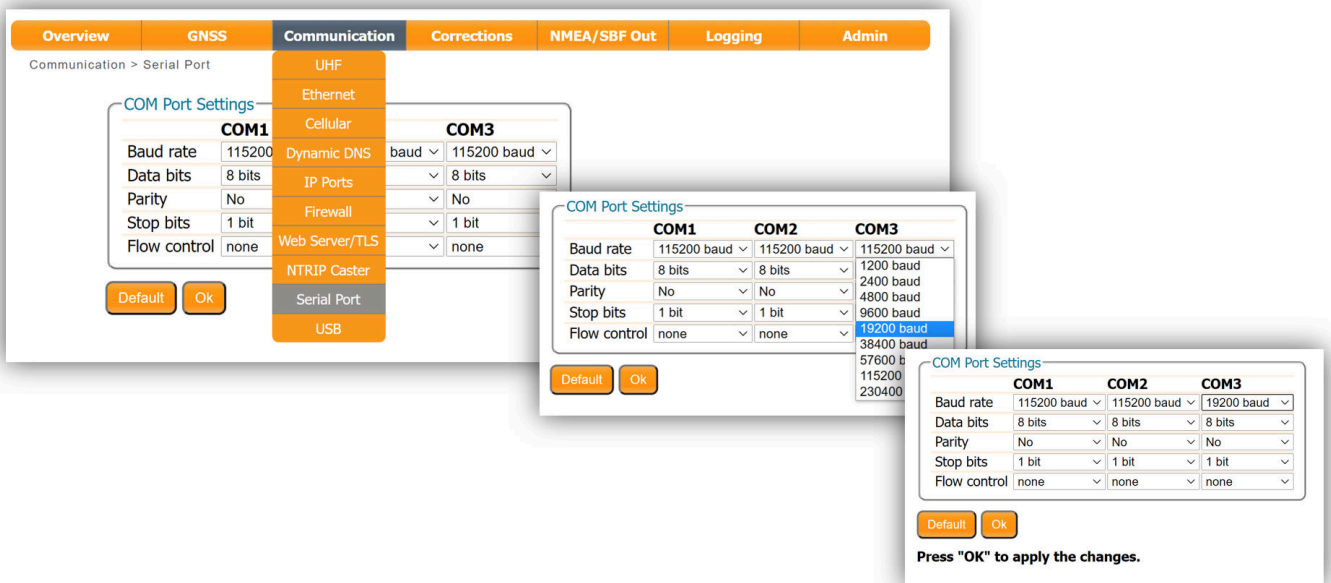 Overview GNSS Communication Corrections NMEA/SBF Out Logging Admin
Communication > Serial Port
UHF
Ethernet
Cellular
Dynamic DNS
IP Ports
Firewall
Web Server/TLS
NTRIP Caster
Serial Port
USB
COM Port Settings
COM1 COM3
Baud rate 115200 baud 115200 baud
Data bits 8 bits 8 bits
Parity No No
Stop bits 1 bit 1 bit
Flow control none none
Default Ok
COM Port Settings
COM1 COM2 COM3
Baud rate 115200 baud 115200 baud 115200 baud
Data bits 8 bits 8 bits
Parity No No
Stop bits 1 bit 1 bit
Flow control none none
1200 baud
2400 baud
4800 baud
9600 baud
19200 baud
38400 baud
57600 b
115200
230400
Default Ok
COM Port Settings
COM1 COM2 COM3
Baud rate 115200 baud 115200 baud 19200 baud
Data bits 8 bits 8 bits 8 bits
Parity No No No
Stop bits 1 bit 1 bit 1 bit
Flow control none none none
Default Ok
Press "OK" to apply the changes.